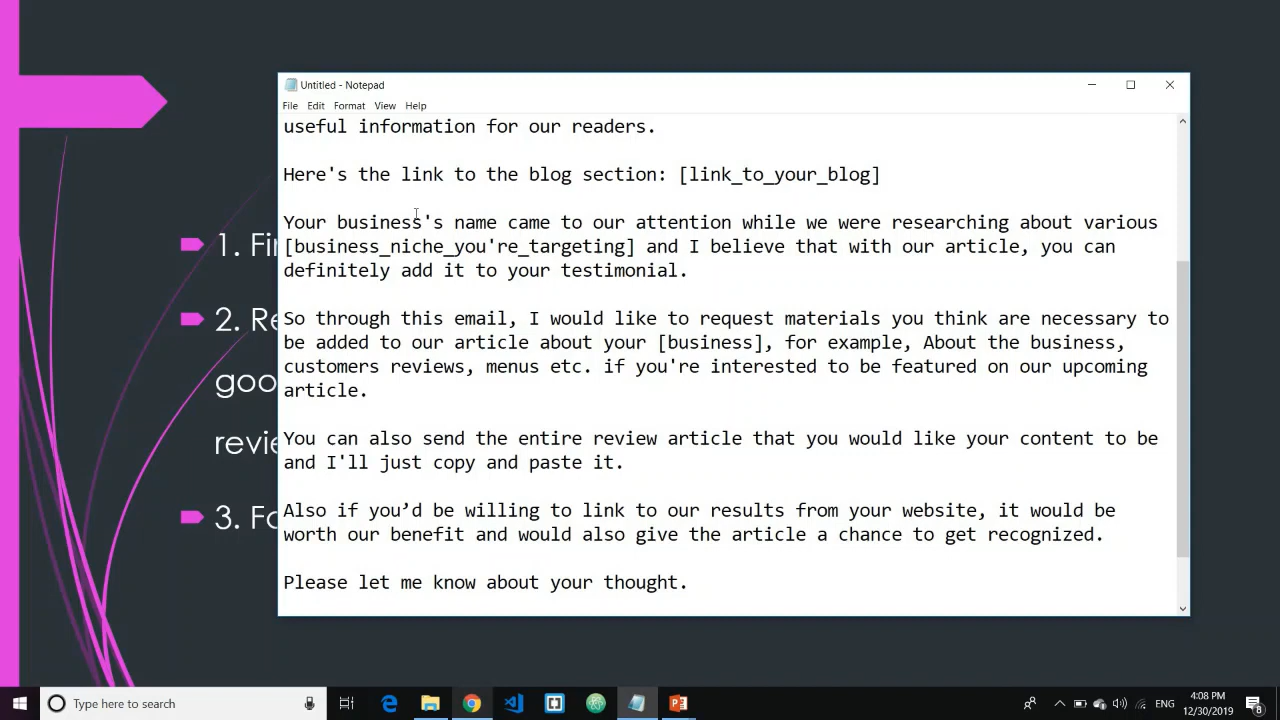 Untitled - Notepad
File Edit Format View Help
useful information for our readers.
Here's the link to the blog section: [link_to_your_blog]
Your business's name came to our attention while we were researching about various
[business_niche_you're_targeting] and I believe that with our article, you can
definitely add it to your testimonial.
So through this email, I would like to request materials you think are necessary to
be added to our article about your [business], for example, About the business,
customers reviews, menus etc. if you're interested to be featured on our upcoming
article.
You can also send the entire review article that you would like your content to be
and I'll just copy and paste it.
Also if you’d be willing to link to our results from your website, it would be
worth our benefit and would also give the article a chance to get recognized.
Please let me know about your thought.
1.
2.
3.
Type here to search
ENG
4:08 PM
12/30/2019
8